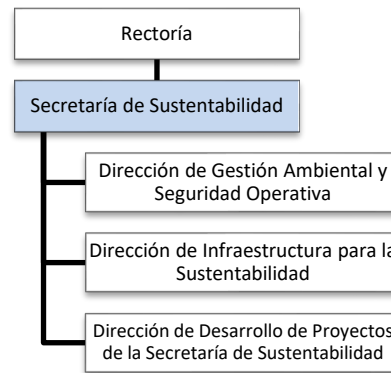 Rectoría
Secretaría de Sustentabilidad
Dirección de Gestión Ambiental y
Seguridad Operativa
Dirección de Infraestructura para la
Sustentabilidad
Dirección de Desarrollo de Proyectos
de la Secretaría de Sustentabilidad